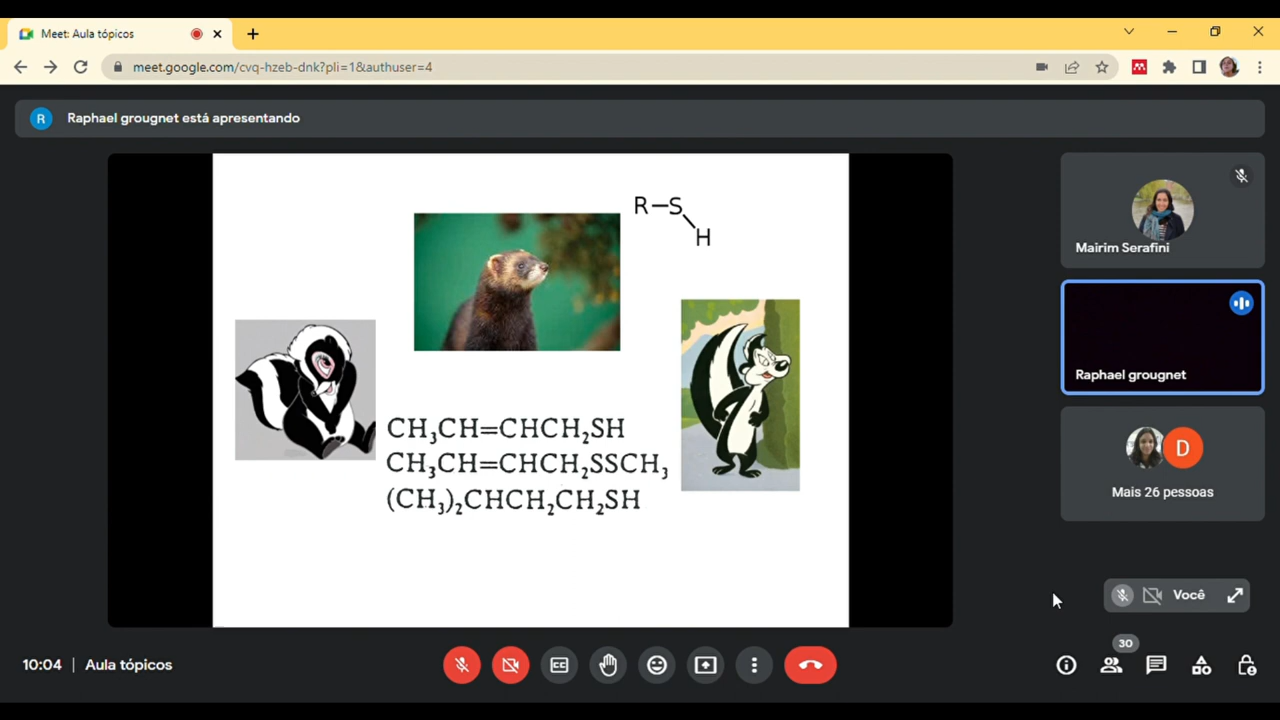 Meet: Aula tópicos
meet.google.com/cvq-hzeb-dnk?pli=1&authuser=4
R Raphael grougnet está apresentando
R—S
H
CH₃CH=CHCH₂SH
CH₃CH=CHCH₂SSCH₃
(CH₃)₂CHCH₂CH₂SH
Mairim Serafini
Raphael grougnet
D
Mais 26 pessoas
Você
10:04 | Aula tópicos
30